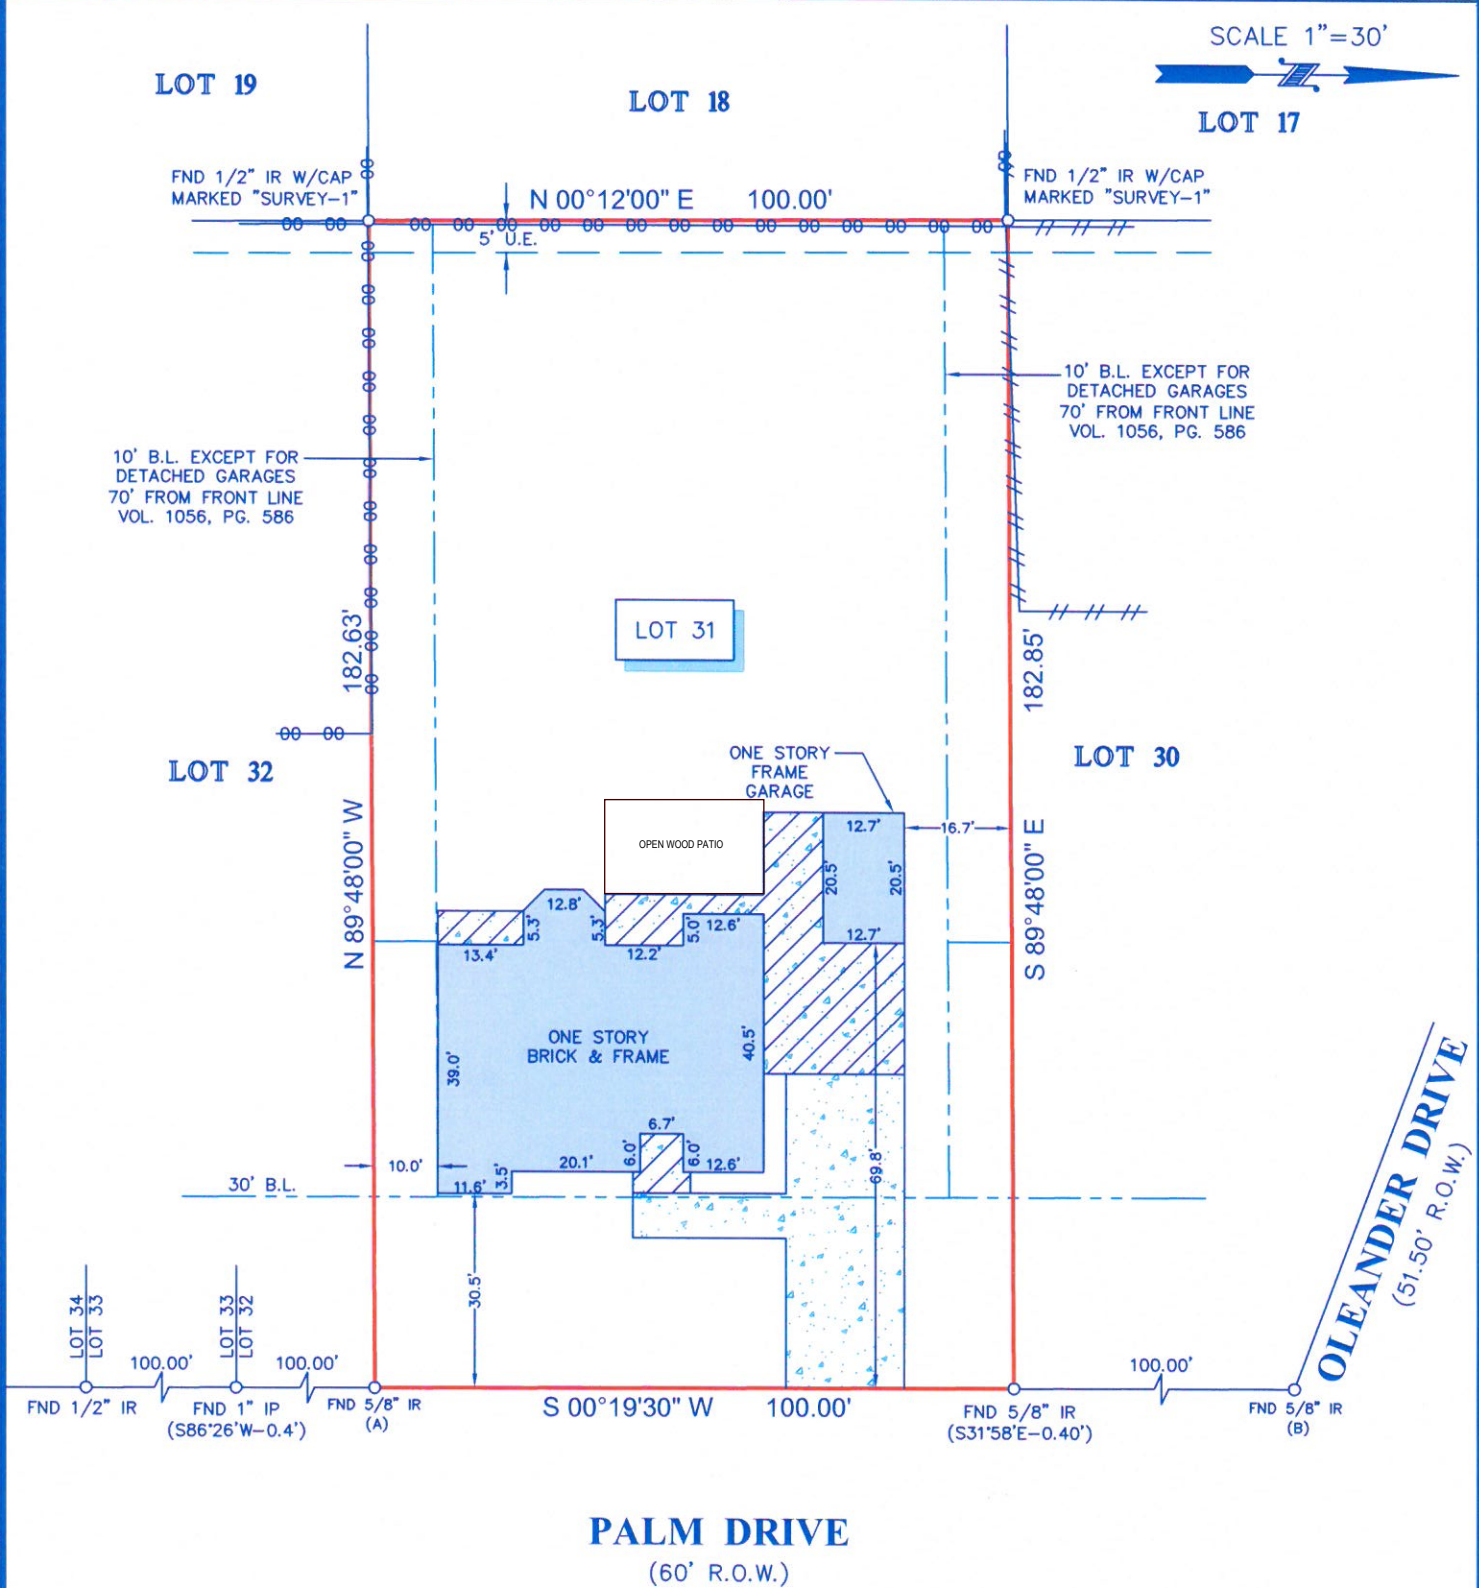 SCALE 1"=30'
LOT 19
LOT 18
LOT 17
FND 1/2" IR W/CAP
MARKED "SURVEY-1"
N 00°12'00" E 100.00'
FND 1/2" IR W/CAP
MARKED "SURVEY-1"
5' U.E.
10' B.L. EXCEPT FOR
DETACHED GARAGES
70' FROM FRONT LINE
VOL. 1056, PG. 586
10' B.L. EXCEPT FOR
DETACHED GARAGES
70' FROM FRONT LINE
VOL. 1056, PG. 586
LOT 31
182.63'
182.85'
LOT 32
LOT 30
ONE STORY
FRAME
GARAGE
OPEN WOOD PATIO
12.7'
16.7'
20.5'
20.5'
12.7'
N 89°48'00" W
S 89°48'00" E
12.8'
5.3'
5.3'
5.0'
12.6'
13.4'
12.2'
ONE STORY
BRICK & FRAME
39.0'
40.5'
6.7'
6.0'
6.0'
20.1'
12.6'
10.0'
3.5'
11.6'
69.8'
30' B.L.
30.5'
LOT 34
LOT 33
LOT 33
LOT 32
100.00'
100.00'
100.00'
FND 1/2" IR
FND 1" IP
(S86°26'W-0.4')
FND 5/8" IR
(A)
S 00°19'30" W 100.00'
FND 5/8" IR
(S31°58'E-0.40')
FND 5/8" IR
(B)
OLEANDER DRIVE
(51.50' R.O.W.)
PALM DRIVE
(60' R.O.W.)